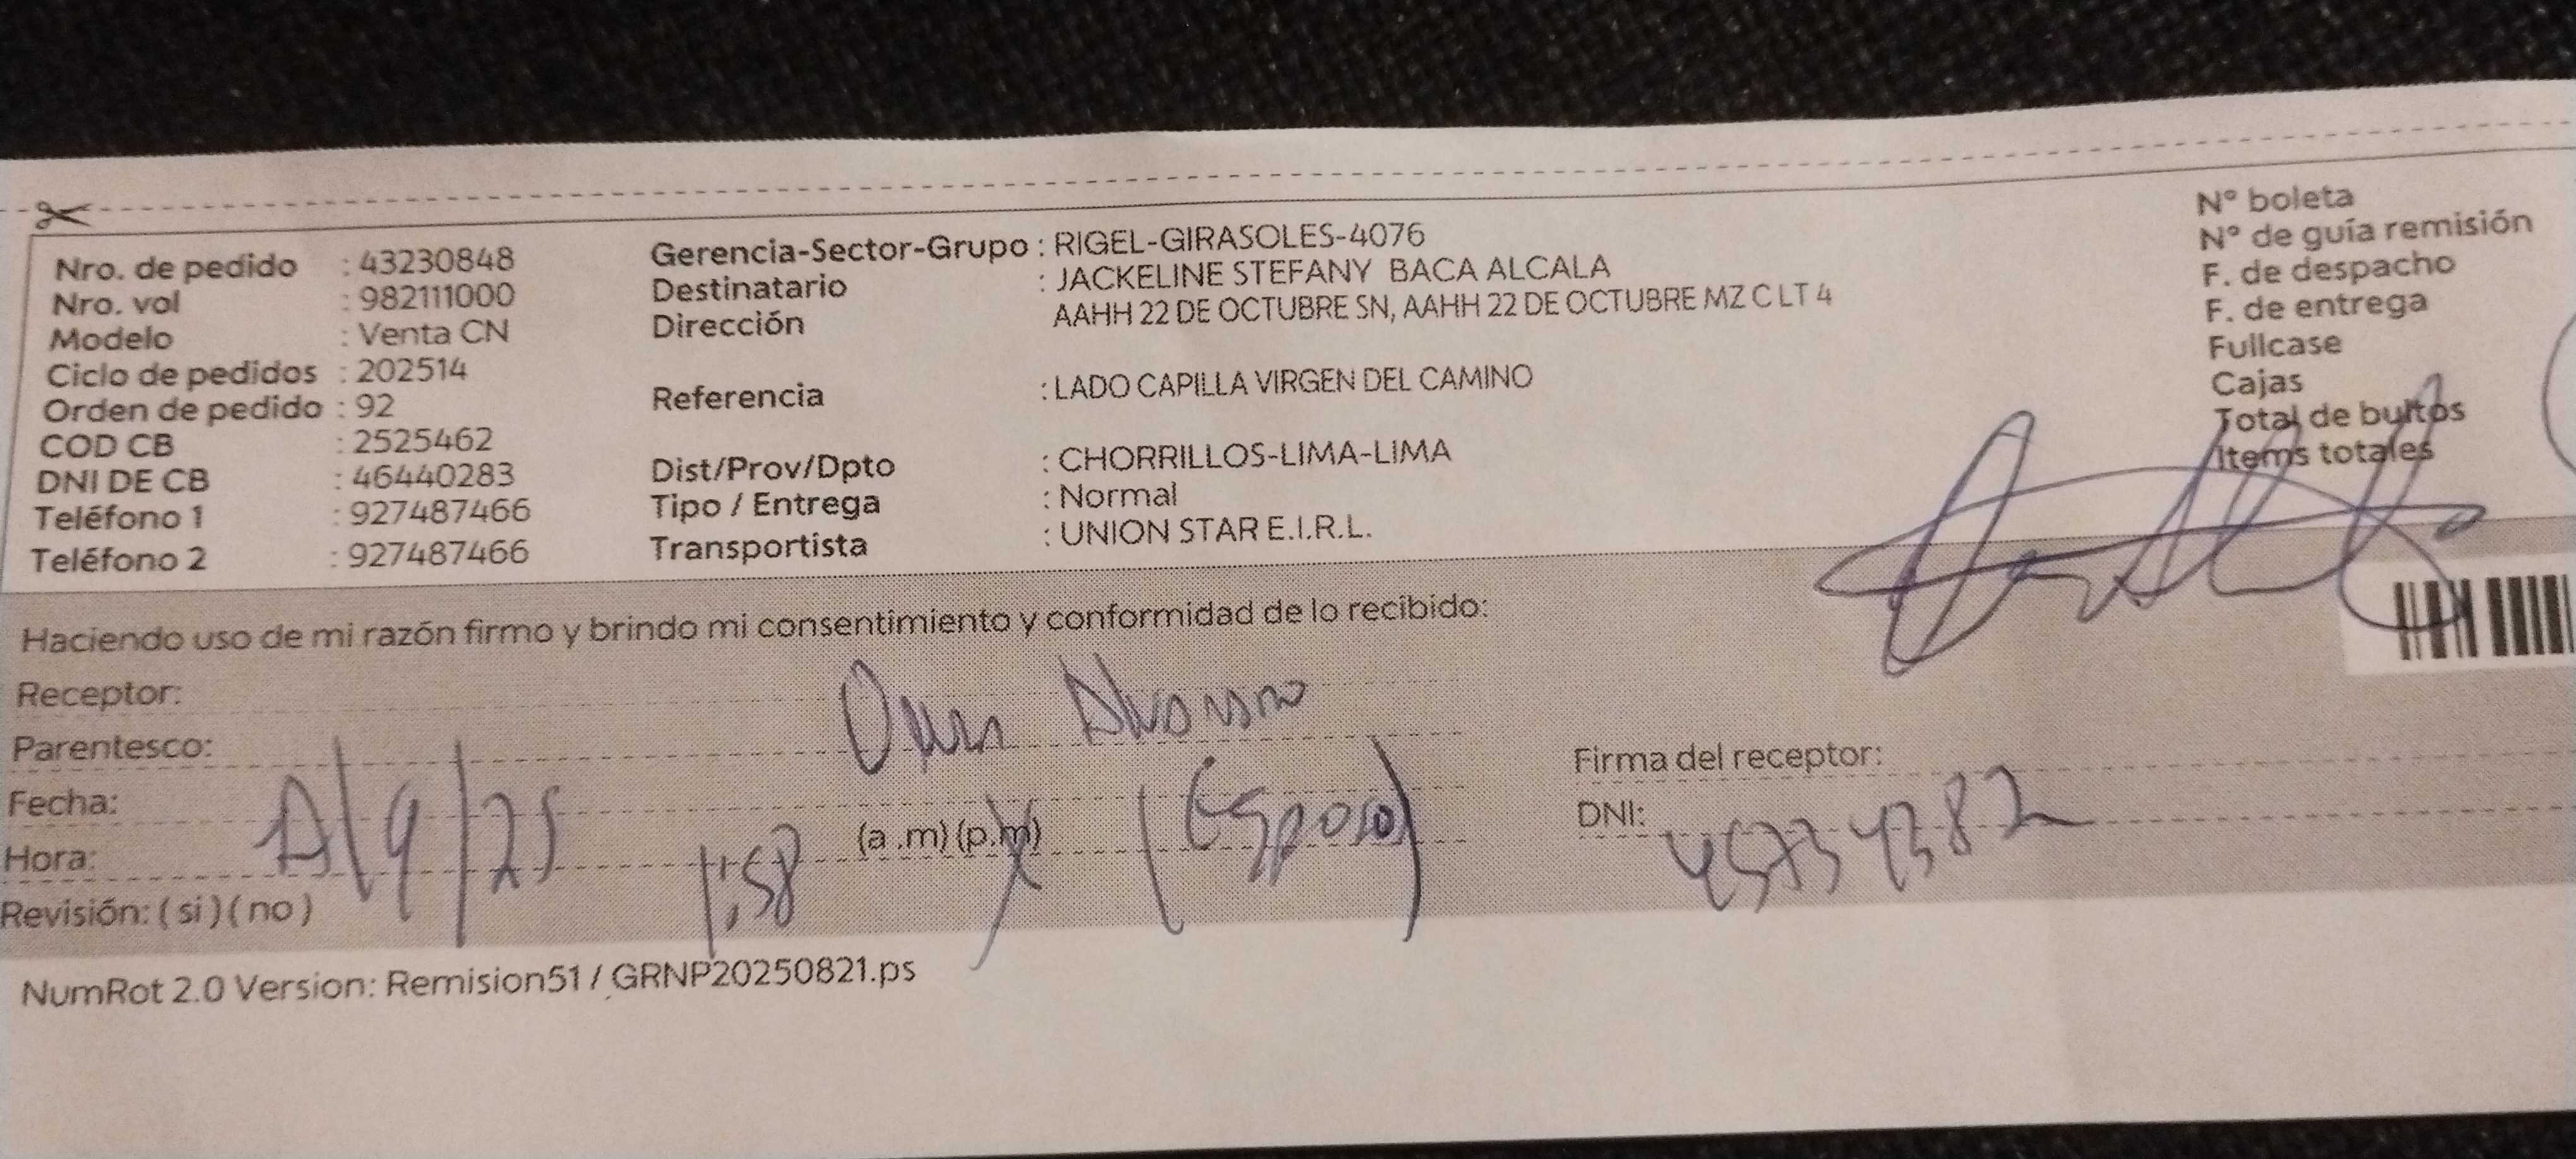 Nro. de pedido : 43230848
Nro. vol : 982111000
Modelo : Venta CN
Ciclo de pedidos : 202514
Orden de pedido : 92
COD CB : 2525462
DNI DE CB : 46440283
Teléfono 1 : 927487466
Teléfono 2 : 927487466
Gerencia-Sector-Grupo : RIGEL-GIRASOLES-4076
Destinatario : JACKELINE STEFANY BACA ALCALA
Dirección AAHH 22 DE OCTUBRE SN, AAHH 22 DE OCTUBRE MZ C LT 4
Referencia : LADO CAPILLA VIRGEN DEL CAMINO
Dist/Prov/Dpto : CHORRILLOS-LIMA-LIMA
Tipo / Entrega : Normal
Transportista : UNION STAR E.I.R.L.
N° boleta
N° de guía remisión
F. de despacho
F. de entrega
Fullcase
Cajas
Total de bultos
Items totales
Haciendo uso de mi razón firmo y brindo mi consentimiento y conformidad de lo recibido:
Receptor:
Parentesco: (Esposo)
Fecha: /9/25
Hora: 1:58 (a.m) (p.m)
Revisión: ( si ) ( no )
Firma del receptor:
DNI:
NumRot 2.0 Version: Remision51 / GRNP20250821.ps